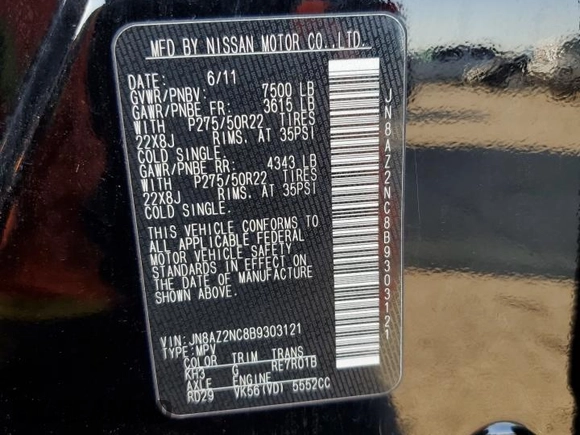 MFD BY NISSAN MOTOR CO.,LTD.
DATE: 6/11
GVWR/PNBV 7500 LB
GAWR/PNBE FR: 3615 LB
WITH P275/50R22 TIRES
22X8J RIMS. AT 35PSI
COLD SINGLE.
GAWR/PNBE RR: 4343 LB
WITH P275/50R22 TIRES
22X8J RIMS. AT 35PSI
COLD SINGLE.
THIS VEHICLE CONFORMS TO
ALL APPLICABLE FEDERAL
MOTOR VEHICLE SAFETY
STANDARDS IN EFFECT ON
THE DATE OF MANUFACTURE
SHOWN ABOVE.
VIN: JN8AZ2NC8B9303121
TYPE:MPV
COLOR TRIM TRANS
KH3 G RE7R01B
AXLE ENGINE
RD29 VK56(VD) 5552CC
JN8AZ2NC8B9303121